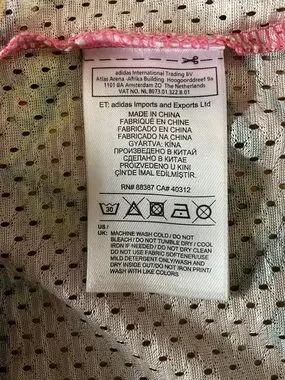 adidas International Trading BV
Atlas Arena -Africa Building Hoogoorddreef 9a
1101 BA Amsterdam ZO The Netherlands
VAT NO. NL 8073.01.322.B.01
ET: adidas Imports and Exports Ltd
MADE IN CHINA
FABRIQUÉ EN CHINE
FABRICADO EN CHINA
FABRICADO NA CHINA
GYÁRTVA: KÍNA
ПРОИЗВЕДЕНО В КИТАЙ
СДЕЛАНО В КИТАЕ
PROIZVEDENO U KINI
ÇİN'DE İMAL EDİLMİŞTİR.
RN# 88387 CA# 40312
30
US /
UK: MACHINE WASH COLD / DO NOT
BLEACH / DO NOT TUMBLE DRY / COOL
IRON IF NEEDED / DO NOT DRY CLEAN
DO NOT USE FABRIC SOFTENER/USE
MILD DETERGENT ONLY/WASH AND
DRY INSIDE OUT/DO NOT IRON PRINT/
WASH WITH LIKE COLORS